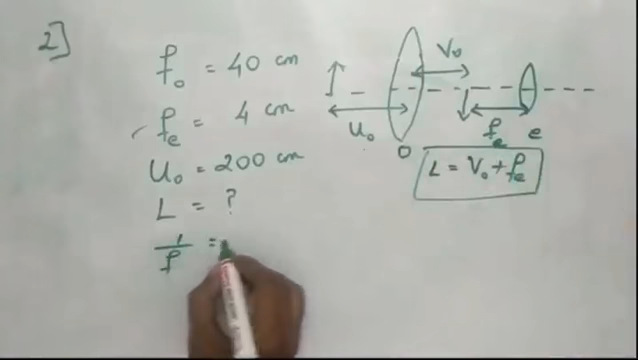 2]
f₀ = 40 cm
fₑ = 4 cm
U₀ = 200 cm
L = ?
1/f =
V₀
U₀
O
fₑ
e
L = V₀ + fₑ